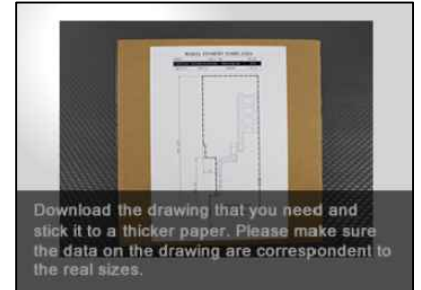 Download the drawing that you need and
stick it to a thicker paper. Please make sure
the data on the drawing are correspondent to
the real sizes.